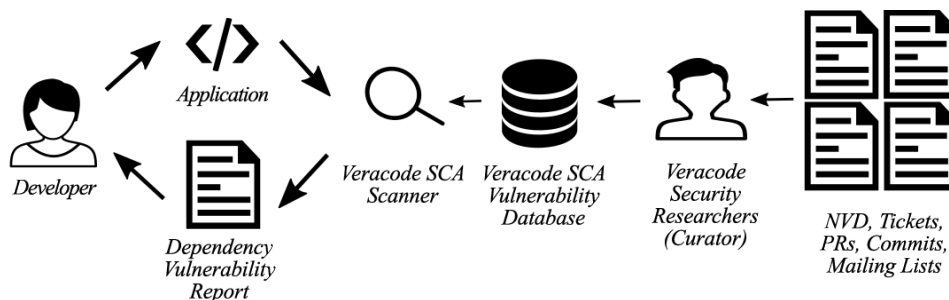 Developer
Application
Dependency
Vulnerability
Report
Veracode SCA
Scanner
Veracode SCA
Vulnerability
Database
Veracode
Security
Researchers
(Curator)
NVD, Tickets,
PRs, Commits,
Mailing Lists